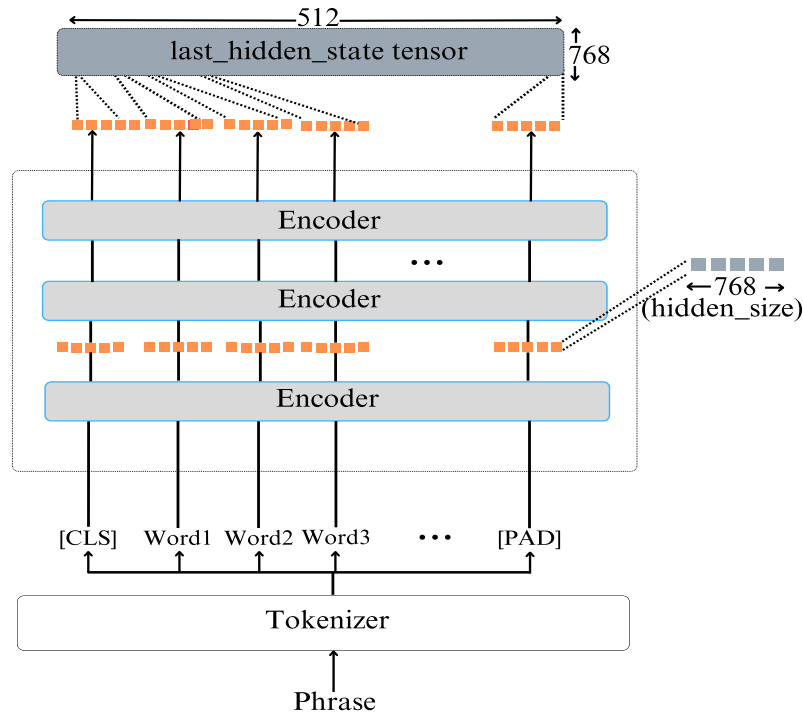 512
last_hidden_state tensor
768
Encoder
...
Encoder
768
(hidden_size)
Encoder
[CLS] Word1 Word2 Word3 ... [PAD]
Tokenizer
Phrase